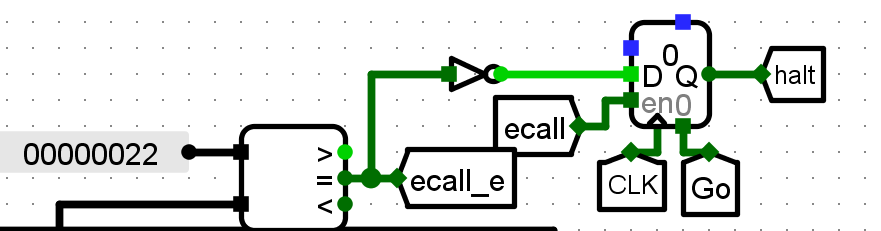 0
D Q
halt
en0
ecall
00000022
>
=
<
ecall_e
CLK
Go